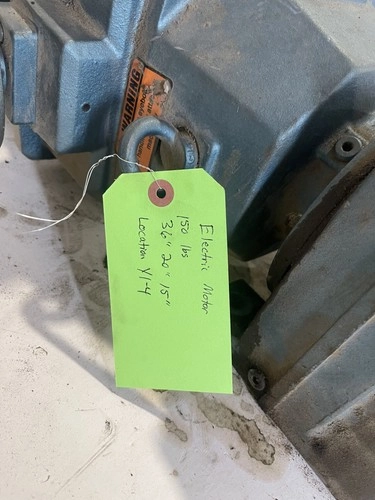 WARNING
Electric Motor
150 lbs
36" 20" 15"
Location Y1-4